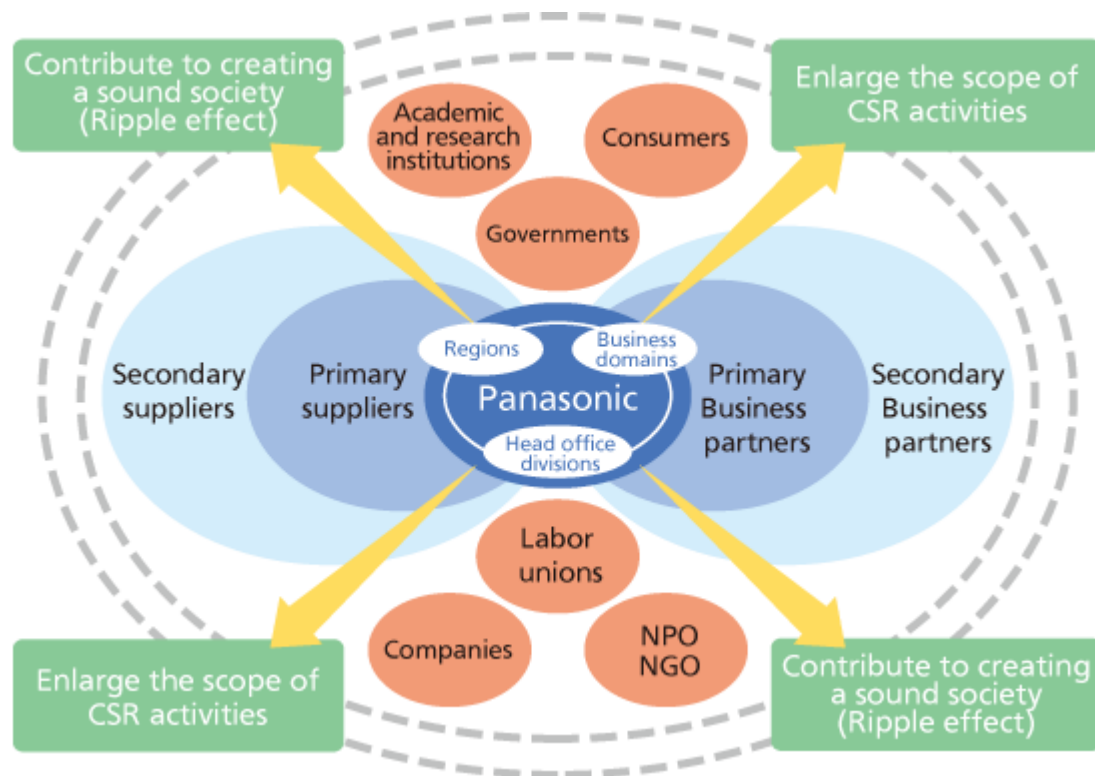 Contribute to creating
a sound society
(Ripple effect)
Enlarge the scope of
CSR activities
Academic
and research
institutions
Consumers
Governments
Regions
Business
domains
Secondary
suppliers
Primary
suppliers
Panasonic
Primary
Business
partners
Secondary
Business
partners
Head office
divisions
Labor
unions
Companies
NPO
NGO
Enlarge the scope of
CSR activities
Contribute to creating
a sound society
(Ripple effect)